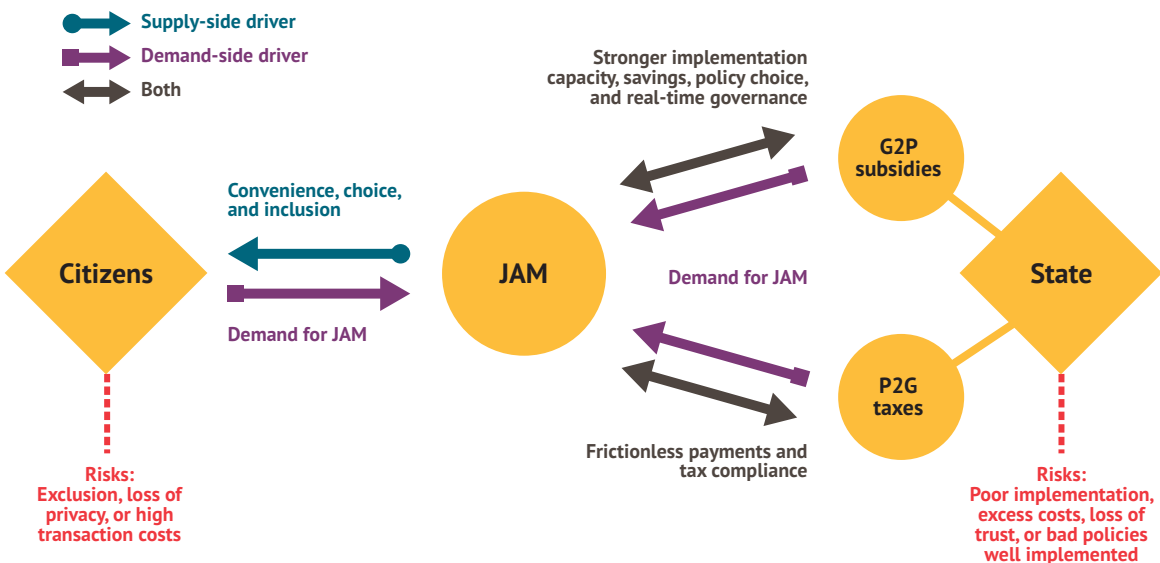 Supply-side driver
Demand-side driver
Both
Stronger implementation
capacity, savings, policy choice,
and real-time governance
G2P
subsidies
Convenience, choice,
and inclusion
Citizens
JAM
Demand for JAM
State
Demand for JAM
P2G
taxes
Frictionless payments and
tax compliance
Risks:
Exclusion, loss of
privacy, or high
transaction costs
Risks:
Poor implementation,
excess costs, loss of
trust, or bad policies
well implemented